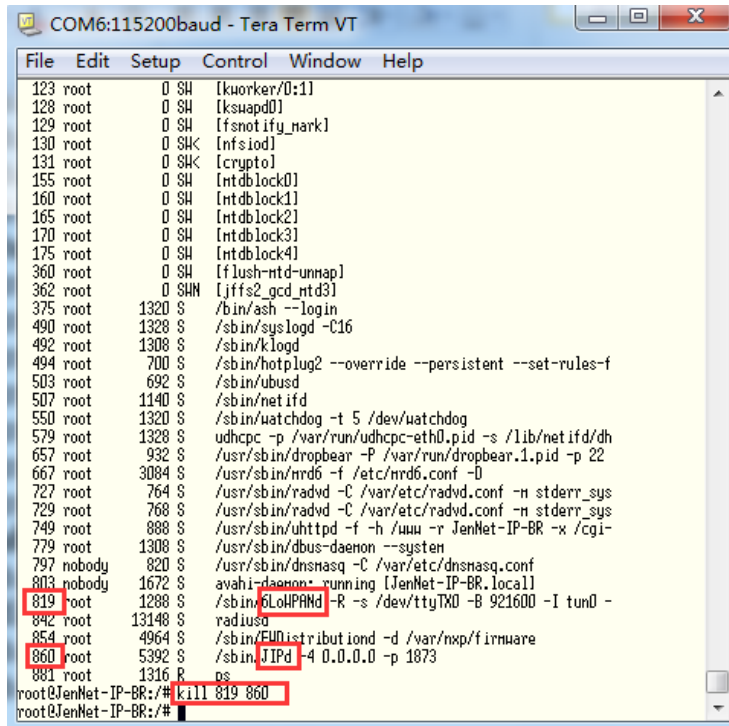 COM6:115200baud - Tera Term VT
File Edit Setup Control Window Help
123 root 0 SW [kworker/0:1]
128 root 0 SW [kswapd0]
129 root 0 SW [fsnotify_mark]
130 root 0 SW< [nfsiod]
131 root 0 SW< [crypto]
155 root 0 SW [mtdblock0]
160 root 0 SW [mtdblock1]
165 root 0 SW [mtdblock2]
170 root 0 SW [mtdblock3]
175 root 0 SW [mtdblock4]
360 root 0 SW [flush-mtd-unmap]
362 root 0 SWN [jffs2_gcd_mtd3]
375 root 1320 S /bin/ash --login
490 root 1328 S /sbin/syslogd -C16
492 root 1308 S /sbin/klogd
494 root 700 S /sbin/hotplug2 --override --persistent --set-rules-f
503 root 692 S /sbin/ubusd
507 root 1140 S /sbin/netifd
550 root 1320 S /sbin/watchdog -t 5 /dev/watchdog
579 root 1328 S udhcpc -p /var/run/udhcpc-eth0.pid -s /lib/netifd/dh
657 root 932 S /usr/sbin/dropbear -P /var/run/dropbear.1.pid -p 22
667 root 3084 S /usr/sbin/mrd6 -f /etc/mrd6.conf -D
727 root 764 S /usr/sbin/radvd -C /var/etc/radvd.conf -m stderr_sys
729 root 768 S /usr/sbin/radvd -C /var/etc/radvd.conf -m stderr_sys
749 root 888 S /usr/sbin/uhttpd -f -h /www -r JenNet-IP-BR -x /cgi-
779 root 1308 S /usr/sbin/dbus-daemon --system
797 nobody 820 S /usr/sbin/dnsmasq -C /var/etc/dnsmasq.conf
803 nobody 1672 S avahi-daemon: running [JenNet-IP-BR.local]
819 root 1288 S /sbin/6LoWPANd -R -s /dev/ttyTX0 -B 921600 -I tun0 -
842 root 13148 S radiusd
854 root 4964 S /sbin/FWDistributiond -d /var/nxp/firmware
860 root 5392 S /sbin/JIPd -4 0.0.0.0 -p 1873
881 root 1316 R ps
root@JenNet-IP-BR:/# kill 819 860
root@JenNet-IP-BR:/#